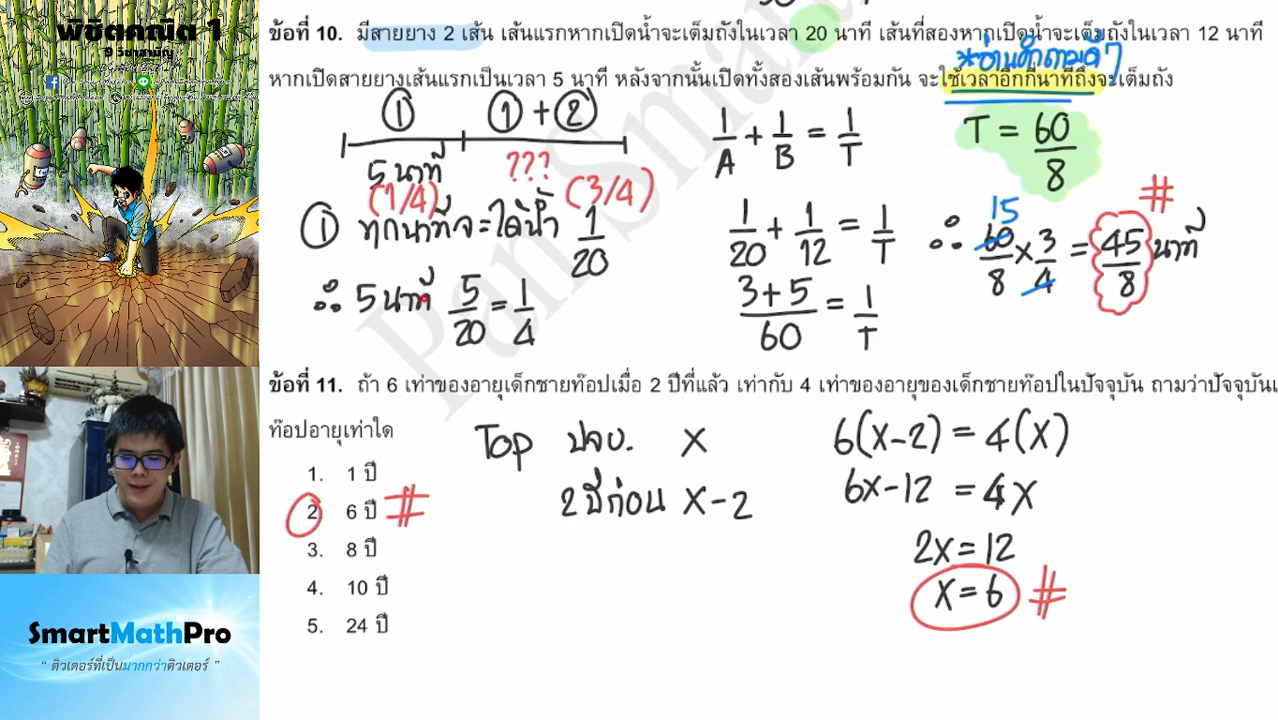 พิชิตคณิต 1
9 วิชาสามัญ
ข้อที่ 10. มีสายยาง 2 เส้น เส้นแรกหากเปิดน้ำจะเต็มถังในเวลา 20 นาที เส้นที่สองหากเปิดน้ำจะเต็มถังในเวลา 12 นาที
*อ่านคำถามดีๆ
หากเปิดสายยางเส้นแรกเป็นเวลา 5 นาที หลังจากนั้นเปิดทั้งสองเส้นพร้อมกัน จะใช้เวลาอีกกี่นาทีถึงจะเต็มถัง
① ① + ②
5 นาที ???
(1/4) (3/4)
① ทุกนาทีจะได้น้ำ 1/20
∴ 5 นาที 5/20 = 1/4
1/A + 1/B = 1/T
1/20 + 1/12 = 1/T
3+5/60 = 1/T
T = 60/8
∴ 60/8 x 3/4 = 45/8 นาที #
15
ข้อที่ 11. ถ้า 6 เท่าของอายุเด็กชายท๊อปเมื่อ 2 ปีที่แล้ว เท่ากับ 4 เท่าของอายุของเด็กชายท๊อปในปัจจุบัน ถามว่าปัจจุบัน
ท๊อปอายุเท่าใด
1. 1 ปี
2. 6 ปี #
3. 8 ปี
4. 10 ปี
5. 24 ปี
Top ปจบ. x
2 ปีก่อน x-2
6(x-2) = 4(x)
6x-12 = 4x
2x = 12
x = 6 #
SmartMathPro
“ ติวเตอร์ที่เป็นมากกว่าติวเตอร์ ”